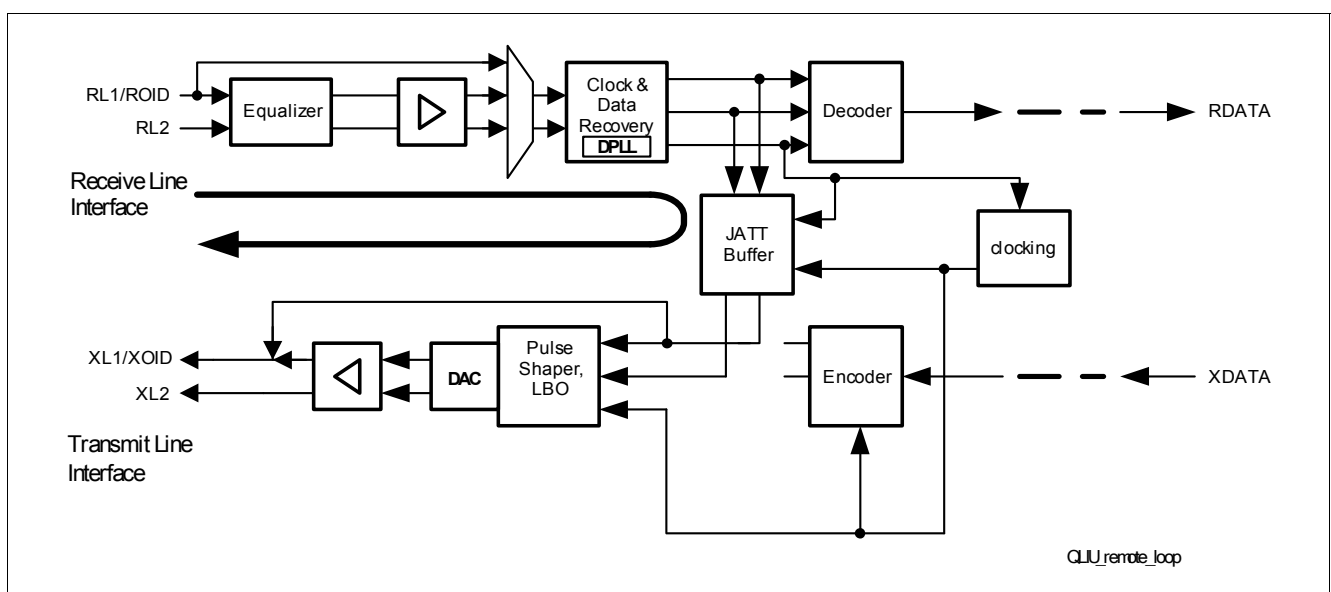 RL1/ROID
RL2
Equalizer
Clock &
Data
Recovery
DPLL
Decoder
RDATA
Receive Line
Interface
JATT
Buffer
clocking
XL1/XOID
XL2
DAC
Pulse
Shaper,
LBO
Encoder
XDATA
Transmit Line
Interface
QLIU_remote_loop